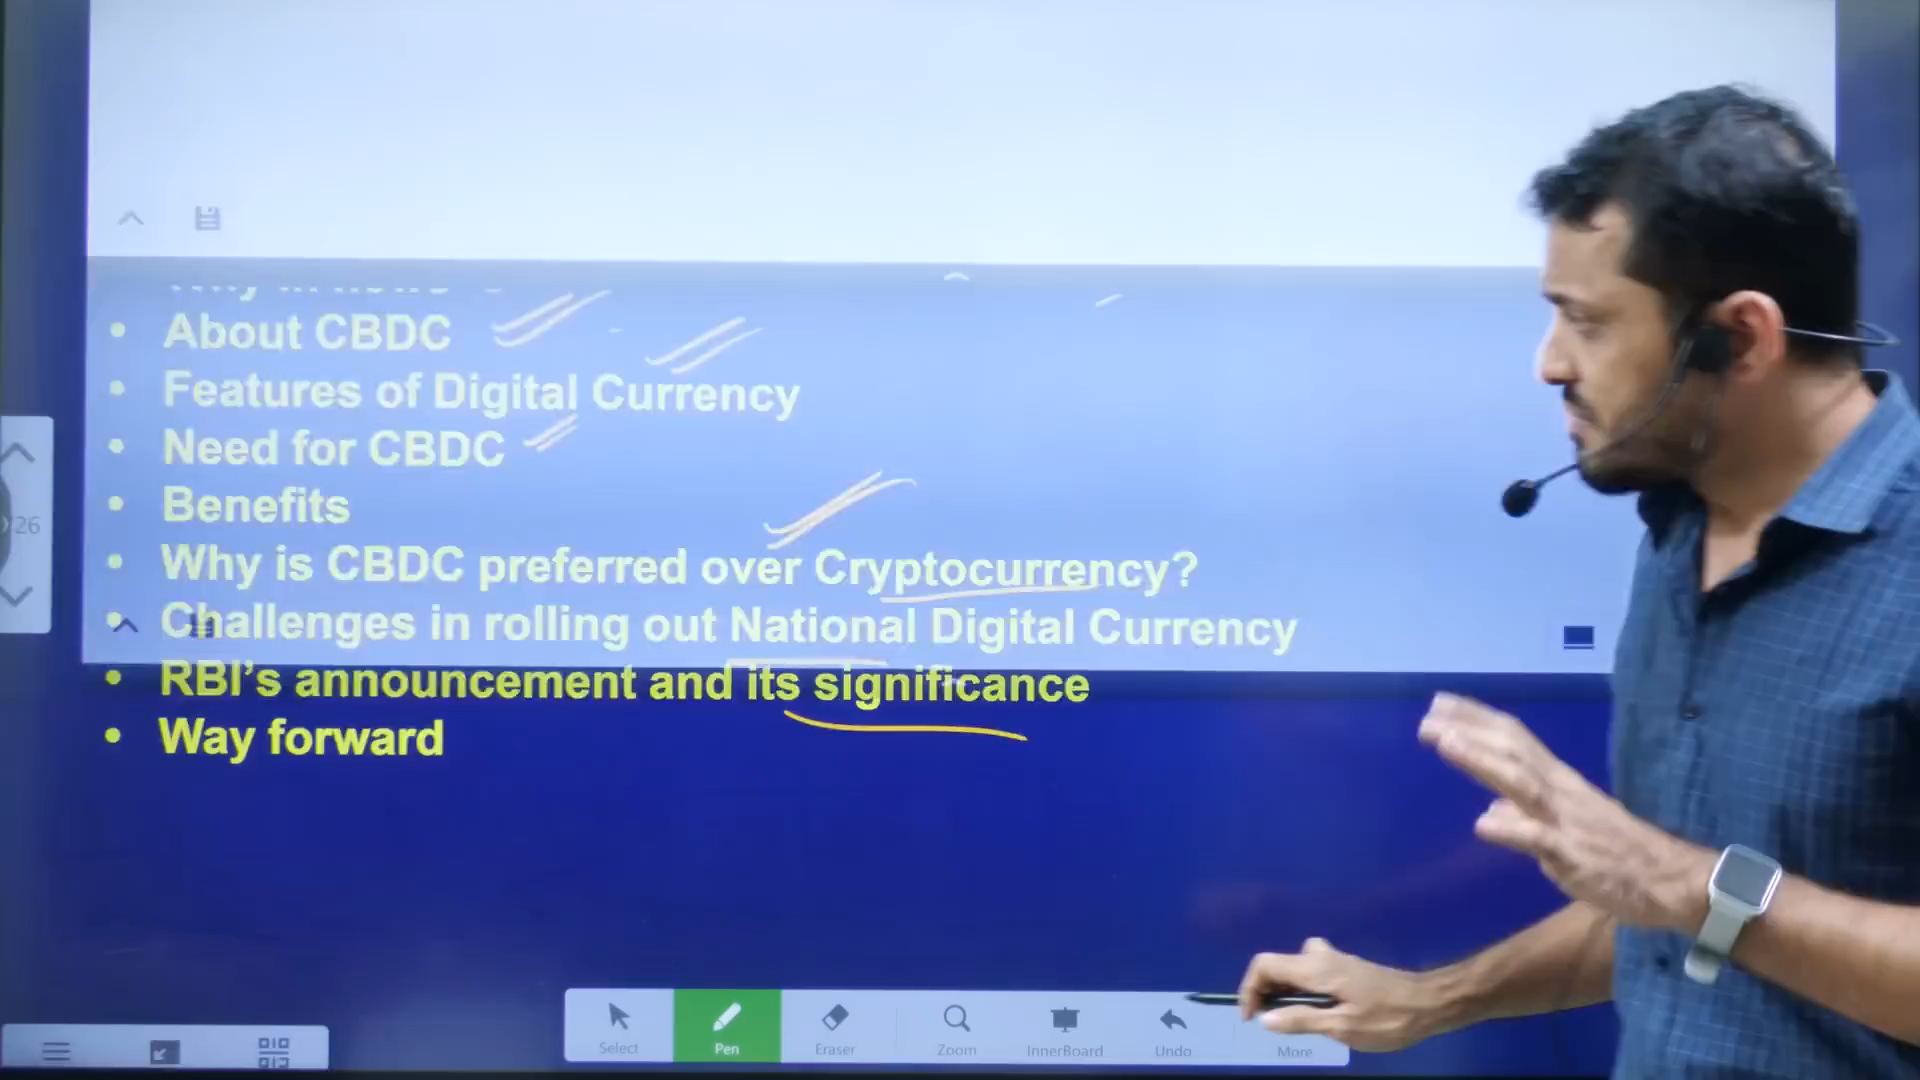 • About CBDC
• Features of Digital Currency
• Need for CBDC
• Benefits
• Why is CBDC preferred over Cryptocurrency?
• Challenges in rolling out National Digital Currency
• RBI's announcement and its significance
• Way forward
26
Select
Pen
Eraser
Zoom
InnerBoard
Undo
More